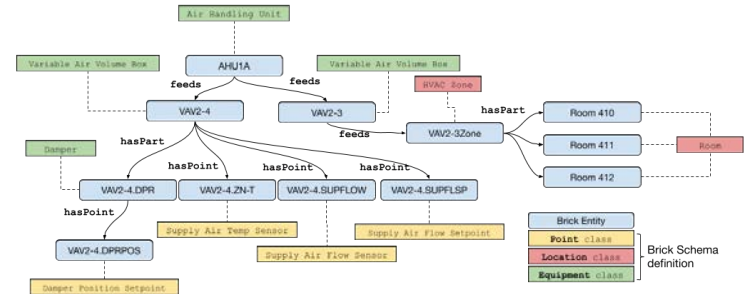 Air Handling Unit
Variable Air Volume Box
AHU1A
Variable Air Volume Box
feeds
feeds
HVAC Zone
VAV2-4
VAV2-3
hasPart
Room 410
feeds
VAV2-3Zone
hasPart
hasPoint
hasPoint
hasPoint
Room 411
Room
Damper
Room 412
VAV2-4.DPR
VAV2-4.ZN-T
VAV2-4.SUPFLOW
VAV2-4.SUPFLSP
hasPoint
Supply Air Temp Sensor
Supply Air Flow Setpoint
Brick Entity
VAV2-4.DPRPOS
Supply Air Flow Sensor
Point class
Location class
Equipment class
Brick Schema
definition
Damper Position Setpoint